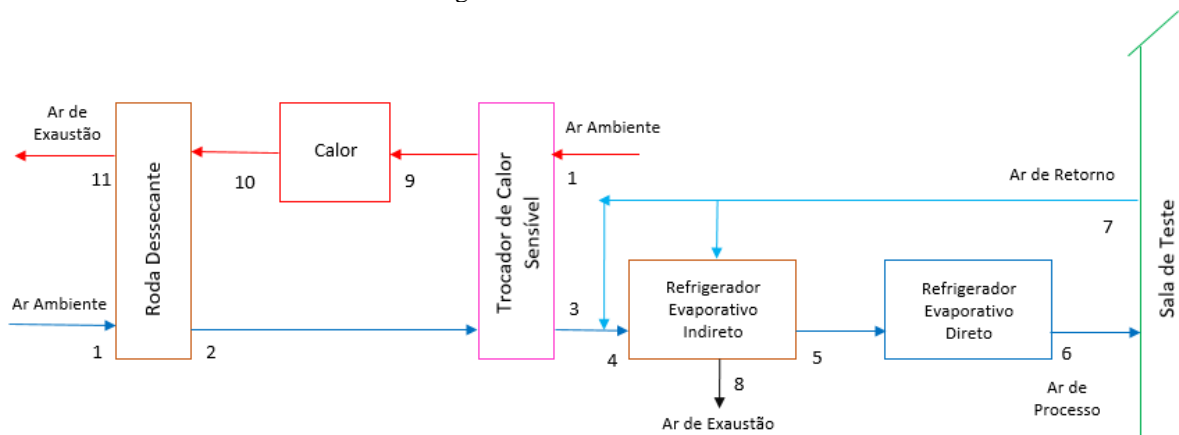 Ar de
Exaustão
11
Roda Dessecante
10
Calor
9
Trocador de Calor
Sensível
Ar Ambiente
1
Ar de Retorno
7
Sala de Teste
Ar Ambiente
1
2
3
4
Refrigerador
Evaporativo
Indireto
5
Refrigerador
Evaporativo
Direto
6
8
Ar de Exaustão
Ar de
Processo